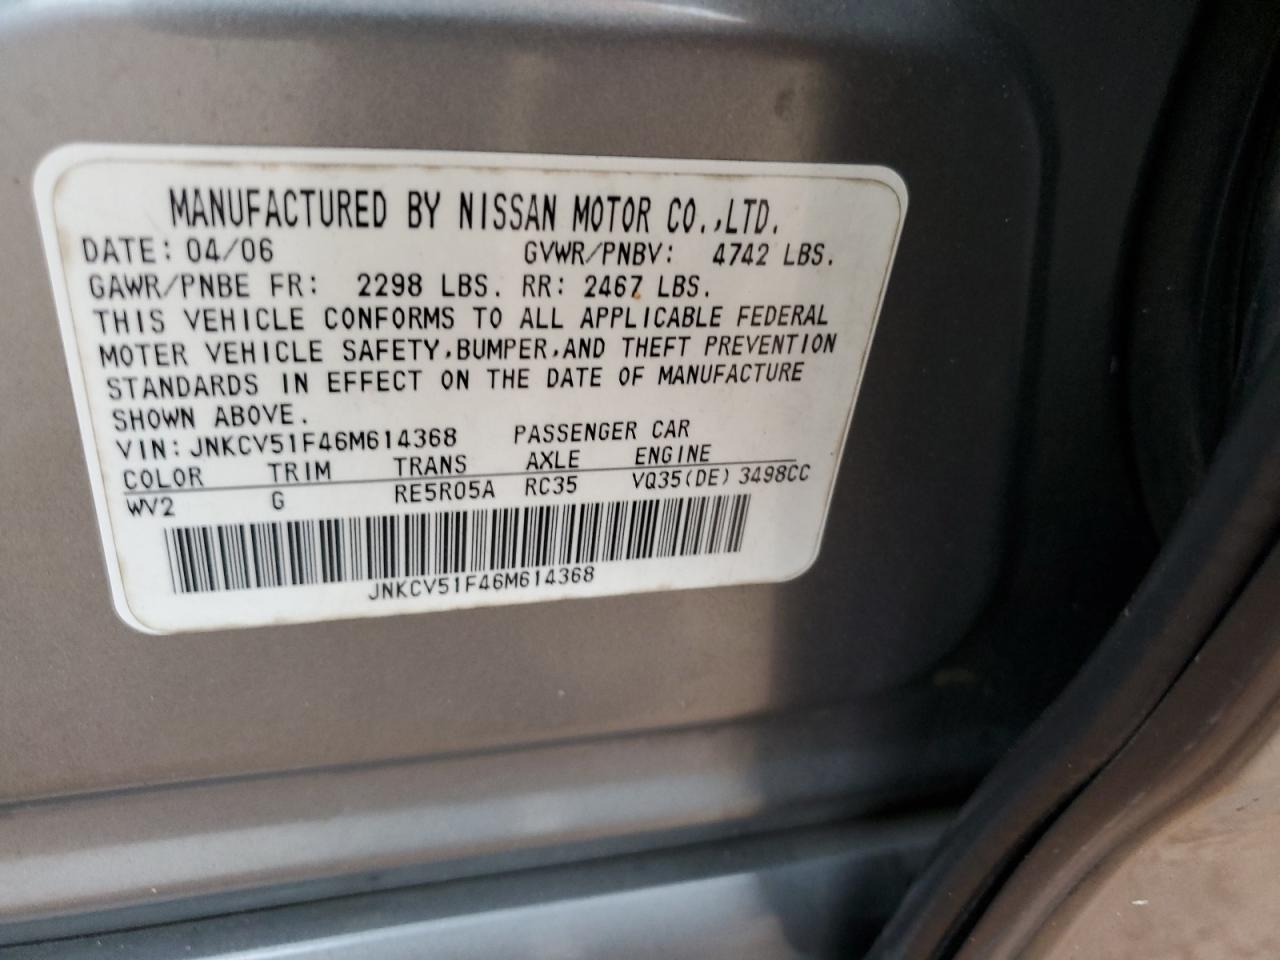 MANUFACTURED BY NISSAN MOTOR CO.,LTD.
DATE: 04/06 GVWR/PNBV: 4742 LBS.
GAWR/PNBE FR: 2298 LBS. RR: 2467 LBS.
THIS VEHICLE CONFORMS TO ALL APPLICABLE FEDERAL
MOTER VEHICLE SAFETY,BUMPER,AND THEFT PREVENTION
STANDARDS IN EFFECT ON THE DATE OF MANUFACTURE
SHOWN ABOVE.
VIN: JNKCV51F46M614368 PASSENGER CAR
COLOR TRIM TRANS AXLE ENGINE
WV2 G RE5R05A RC35 VQ35(DE) 3498CC
JNKCV51F46M614368